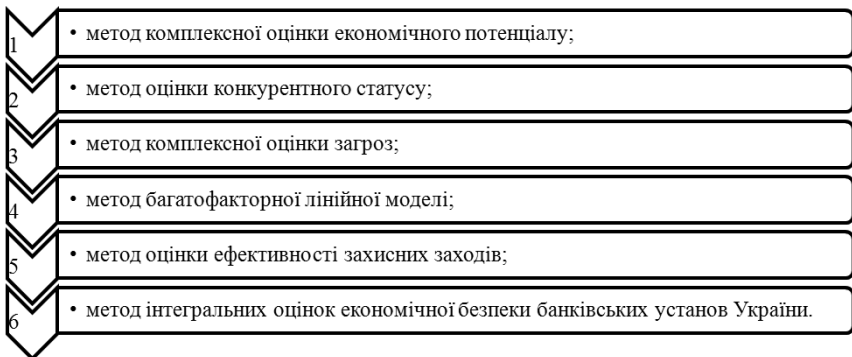 1 • метод комплексної оцінки економічного потенціалу;
2 • метод оцінки конкурентного статусу;
3 • метод комплексної оцінки загроз;
4 • метод багатофакторної лінійної моделі;
5 • метод оцінки ефективності захисних заходів;
6 • метод інтегральних оцінок економічної безпеки банківських установ України.